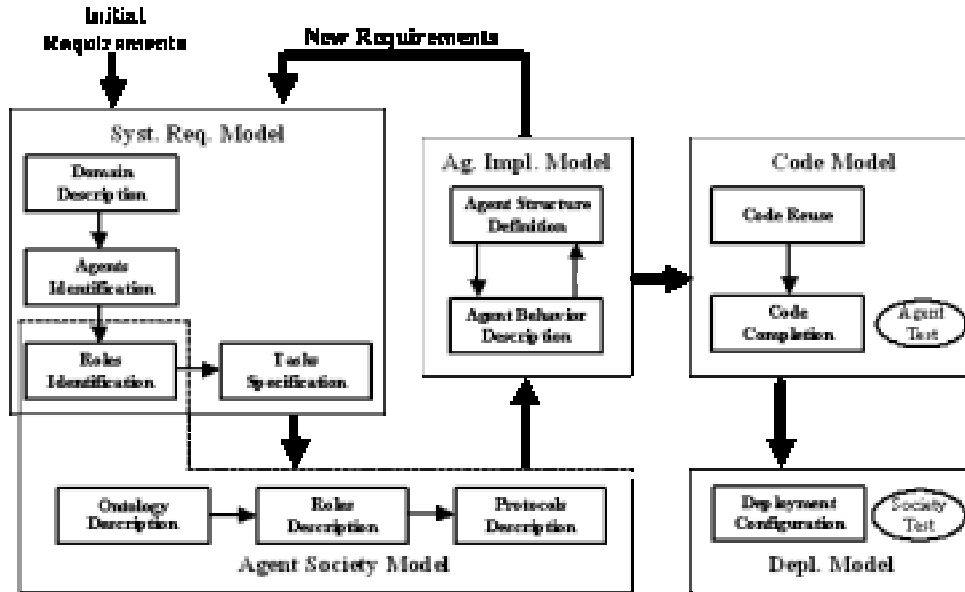 Initial
Requirements
New Requirements
Syst. Req. Model
Domain
Description
Agents
Identification
Roles
Identification
Tasks
Specification
Ag. Impl. Model
Agent Structure
Definition
Agent Behavior
Description
Code Model
Code Reuse
Code
Completion
Agent
Test
Ontology
Description
Roles
Description
Protocols
Description
Agent Society Model
Deployment
Configuration
Society
Test
Depl. Model